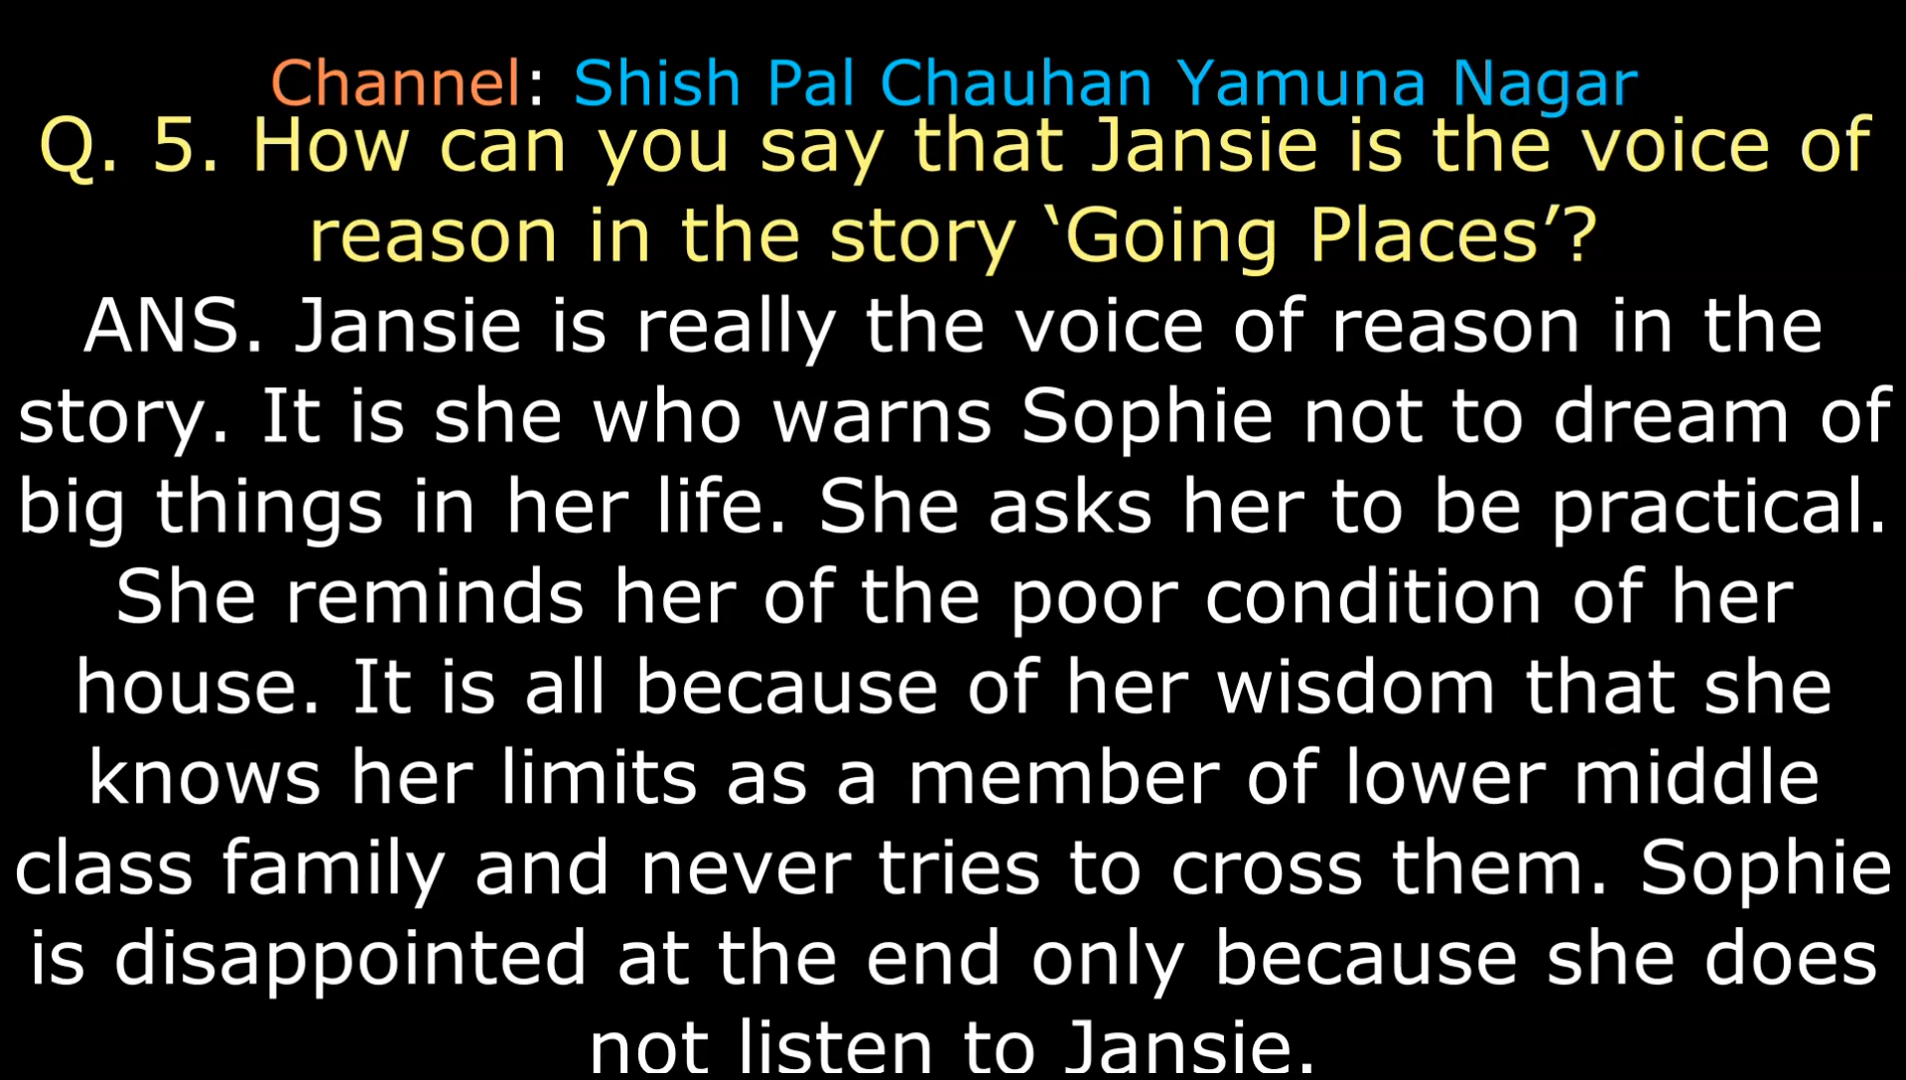 Channel: Shish Pal Chauhan Yamuna Nagar
Q. 5. How can you say that Jansie is the voice of
reason in the story ‘Going Places’?
ANS. Jansie is really the voice of reason in the
story. It is she who warns Sophie not to dream of
big things in her life. She asks her to be practical.
She reminds her of the poor condition of her
house. It is all because of her wisdom that she
knows her limits as a member of lower middle
class family and never tries to cross them. Sophie
is disappointed at the end only because she does
not listen to Jansie.